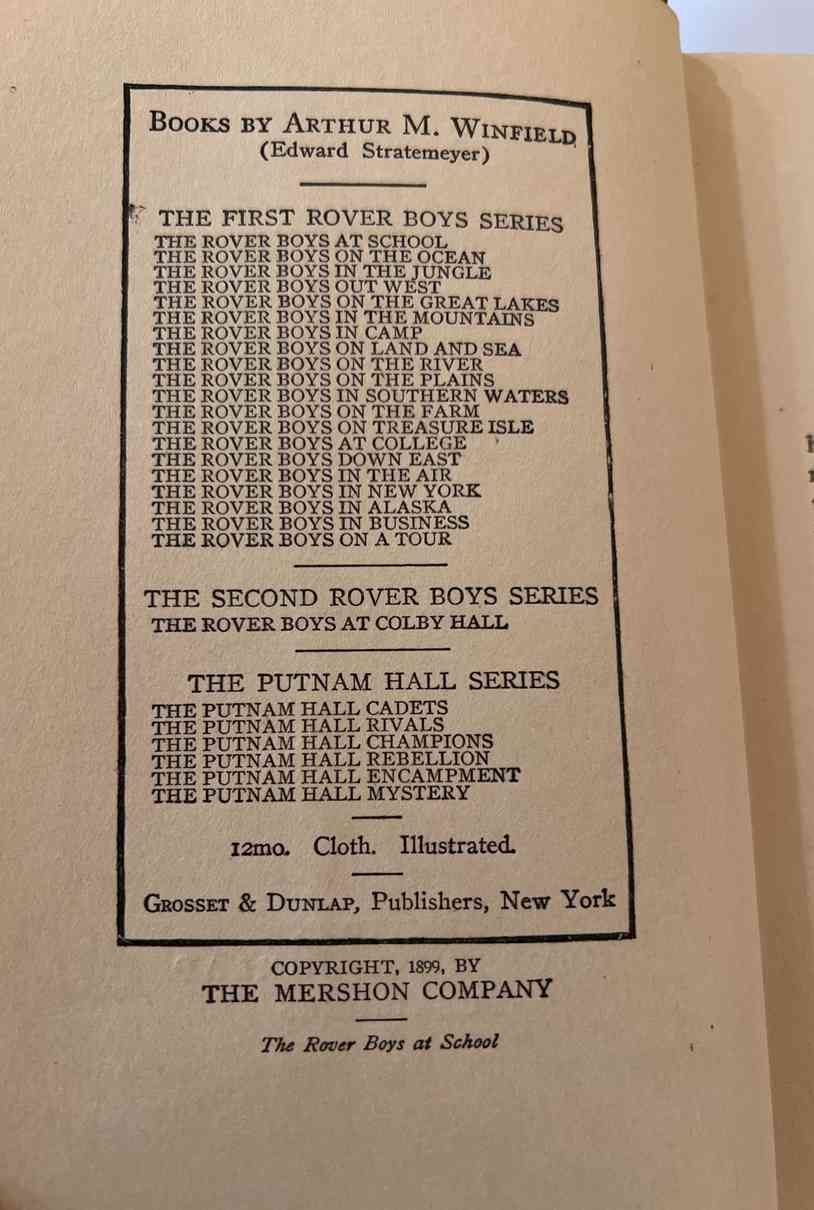 BOOKS BY ARTHUR M. WINFIELD
(Edward Stratemeyer)
THE FIRST ROVER BOYS SERIES
THE ROVER BOYS AT SCHOOL
THE ROVER BOYS ON THE OCEAN
THE ROVER BOYS IN THE JUNGLE
THE ROVER BOYS OUT WEST
THE ROVER BOYS ON THE GREAT LAKES
THE ROVER BOYS IN THE MOUNTAINS
THE ROVER BOYS IN CAMP
THE ROVER BOYS ON LAND AND SEA
THE ROVER BOYS ON THE RIVER
THE ROVER BOYS ON THE PLAINS
THE ROVER BOYS IN SOUTHERN WATERS
THE ROVER BOYS ON THE FARM
THE ROVER BOYS ON TREASURE ISLE
THE ROVER BOYS AT COLLEGE
THE ROVER BOYS DOWN EAST
THE ROVER BOYS IN THE AIR
THE ROVER BOYS IN NEW YORK
THE ROVER BOYS IN ALASKA
THE ROVER BOYS IN BUSINESS
THE ROVER BOYS ON A TOUR
THE SECOND ROVER BOYS SERIES
THE ROVER BOYS AT COLBY HALL
THE PUTNAM HALL SERIES
THE PUTNAM HALL CADETS
THE PUTNAM HALL RIVALS
THE PUTNAM HALL CHAMPIONS
THE PUTNAM HALL REBELLION
THE PUTNAM HALL ENCAMPMENT
THE PUTNAM HALL MYSTERY
12mo. Cloth. Illustrated.
GROSSET & DUNLAP, Publishers, New York
COPYRIGHT, 1899, BY
THE MERSHON COMPANY
The Rover Boys at School